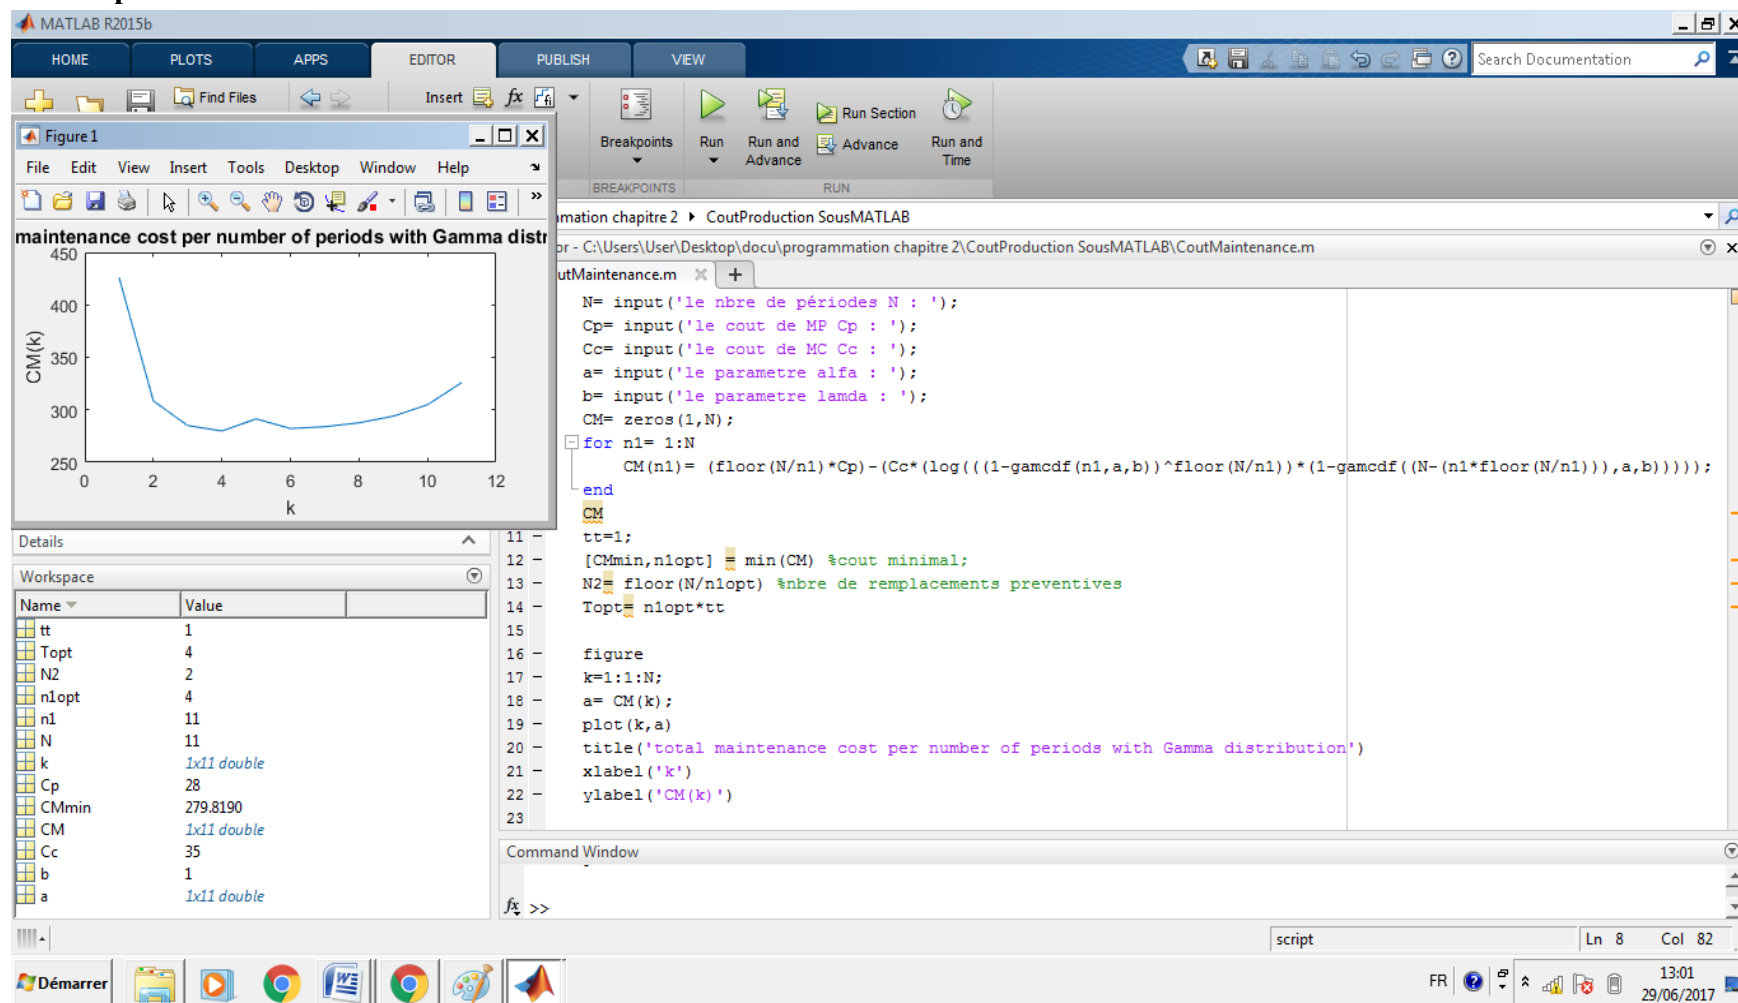 MATLAB R2015b
HOME PLOTS APPS EDITOR PUBLISH VIEW
Search Documentation
Find Files Insert fx
Breakpoints Run Run and Advance Run Section Advance Run and Time
BREAKPOINTS RUN
Figure 1
File Edit View Insert Tools Desktop Window Help
maintenance cost per number of periods with Gamma distr
450
400
350
300
250
CM(k)
0 2 4 6 8 10 12
k
mation chapitre 2 ▸ CoutProduction SousMATLAB
or - C:\Users\User\Desktop\docu\programmation chapitre 2\CoutProduction SousMATLAB\CoutMaintenance.m
utMaintenance.m
N= input('le nbre de périodes N : ');
Cp= input('le cout de MP Cp : ');
Cc= input('le cout de MC Cc : ');
a= input('le parametre alfa : ');
b= input('le parametre lamda : ');
CM= zeros(1,N);
for n1= 1:N
CM(n1)= (floor(N/n1)*Cp)-(Cc*(log(((1-gamcdf(n1,a,b))^floor(N/n1))*(1-gamcdf((N-(n1*floor(N/n1))),a,b)))));
end
CM
11 - tt=1;
12 - [CMmin,n1opt] = min(CM) %cout minimal;
13 - N2= floor(N/n1opt) %nbre de remplacements preventives
14 - Topt= n1opt*tt
15
16 - figure
17 - k=1:1:N;
18 - a= CM(k);
19 - plot(k,a)
20 - title('total maintenance cost per number of periods with Gamma distribution')
21 - xlabel('k')
22 - ylabel('CM(k)')
23
Details
Workspace
Name Value
tt 1
Topt 4
N2 2
n1opt 4
n1 11
N 11
k 1x11 double
Cp 28
CMmin 279.8190
CM 1x11 double
Cc 35
b 1
a 1x11 double
Command Window
fx >>
script Ln 8 Col 82
Démarrer FR 13:01
29/06/2017